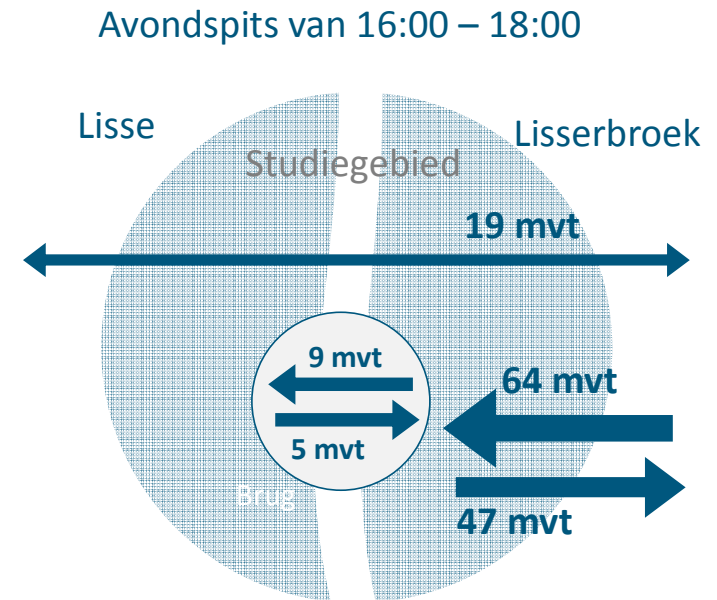 Avondspits van 16:00 – 18:00
Lisse
Lisserbroek
Studiegebied
19 mvt
9 mvt
64 mvt
5 mvt
Brug
47 mvt